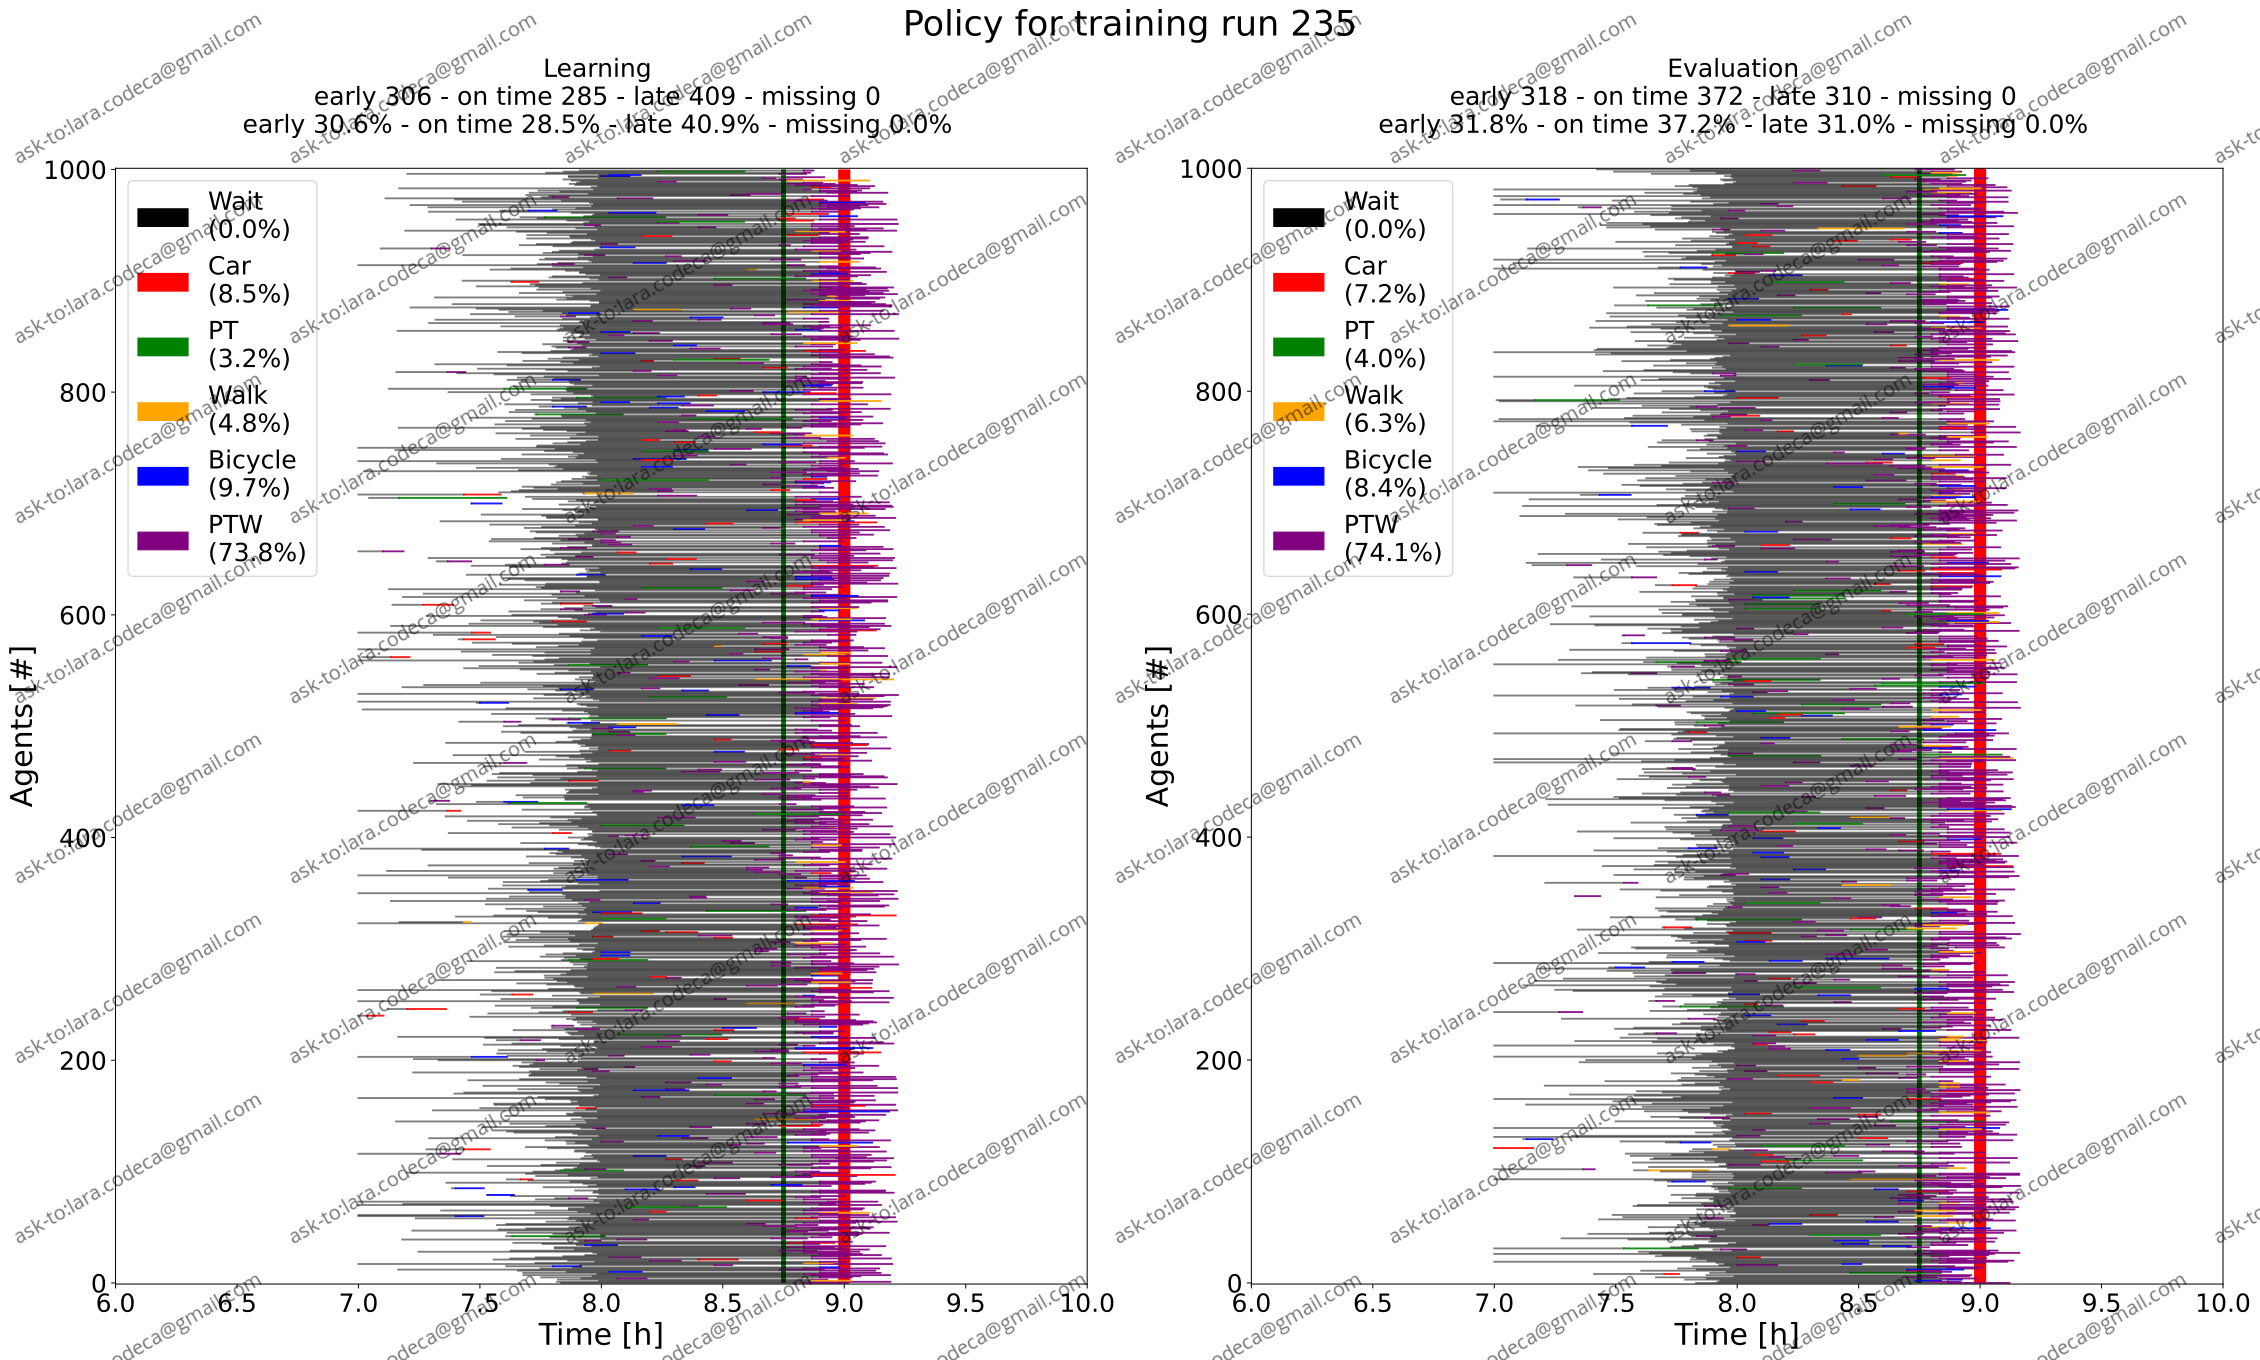 Policy for training run 235
Learning
early 306 - on time 285 - late 409 - missing 0
early 30.6% - on time 28.5% - late 40.9% - missing 0.0%
Wait
(0.0%)
Car
(8.5%)
PT
(3.2%)
Walk
(4.8%)
Bicycle
(9.7%)
PTW
(73.8%)
Agents [#]
1000
800
600
400
200
0
6.0 6.5 7.0 7.5 8.0 8.5 9.0 9.5 10.0
Time [h]
Evaluation
early 318 - on time 372 - late 310 - missing 0
early 31.8% - on time 37.2% - late 31.0% - missing 0.0%
Wait
(0.0%)
Car
(7.2%)
PT
(4.0%)
Walk
(6.3%)
Bicycle
(8.4%)
PTW
(74.1%)
Agents [#]
1000
800
600
400
200
0
6.0 6.5 7.0 7.5 8.0 8.5 9.0 9.5 10.0
Time [h]
ask-to:lara.codeca@gmail.com